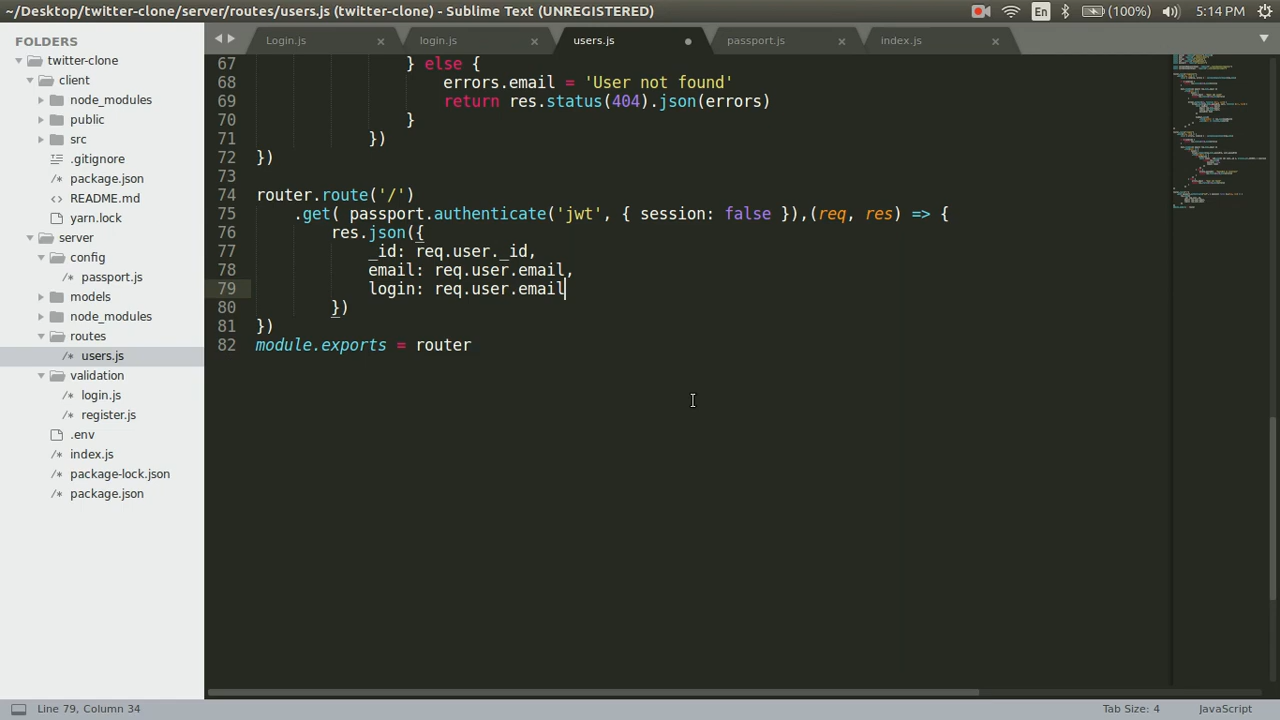 ~/Desktop/twitter-clone/server/routes/users.js (twitter-clone) - Sublime Text (UNREGISTERED)
En
(100%)
5:14 PM
FOLDERS
twitter-clone
client
node_modules
public
src
.gitignore
package.json
README.md
yarn.lock
server
config
passport.js
models
node_modules
routes
users.js
validation
login.js
register.js
.env
index.js
package-lock.json
package.json
Login.js
login.js
users.js
passport.js
index.js
67 } else {
68 errors.email = 'User not found'
69 return res.status(404).json(errors)
70 }
71 })
72 })
73
74 router.route('/')
75 .get( passport.authenticate('jwt', { session: false }),(req, res) => {
76 res.json({
77 _id: req.user._id,
78 email: req.user.email,
79 login: req.user.email
80 })
81 })
82 module.exports = router
Line 79, Column 34
Tab Size: 4
JavaScript